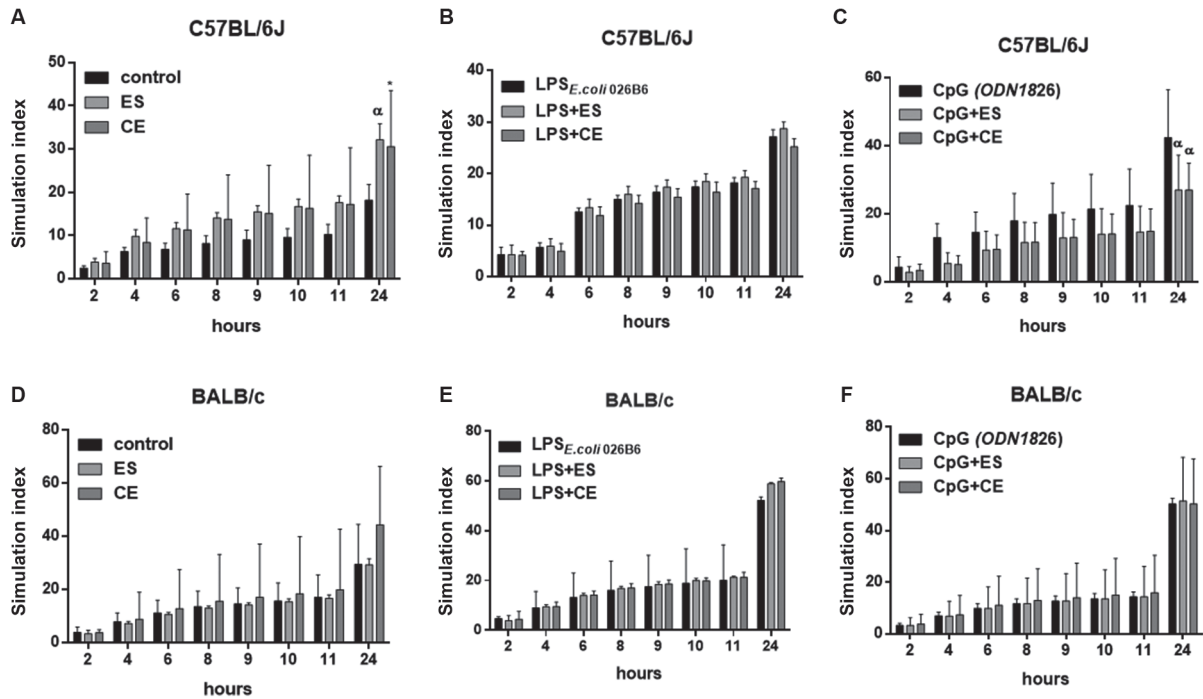 A
C57BL/6J
Simulation index
50
40
30
20
10
0
control
ES
CE
α
*
2 4 6 8 9 10 11 24
hours
B
C57BL/6J
Simulation index
40
30
20
10
0
LPS E.coli 026B6
LPS+ES
LPS+CE
2 4 6 8 9 10 11 24
hours
C
C57BL/6J
Simulation index
60
40
20
0
CpG (ODN1826)
CpG+ES
CpG+CE
α α
2 4 6 8 9 10 11 24
hours
D
BALB/c
Simulation index
80
60
40
20
0
control
ES
CE
2 4 6 8 9 10 11 24
hours
E
BALB/c
Simulation index
80
60
40
20
0
LPS E.coli 026B6
LPS+ES
LPS+CE
2 4 6 8 9 10 11 24
hours
F
BALB/c
Simulation index
80
60
40
20
0
CpG (ODN1826)
CpG+ES
CpG+CE
2 4 6 8 9 10 11 24
hours